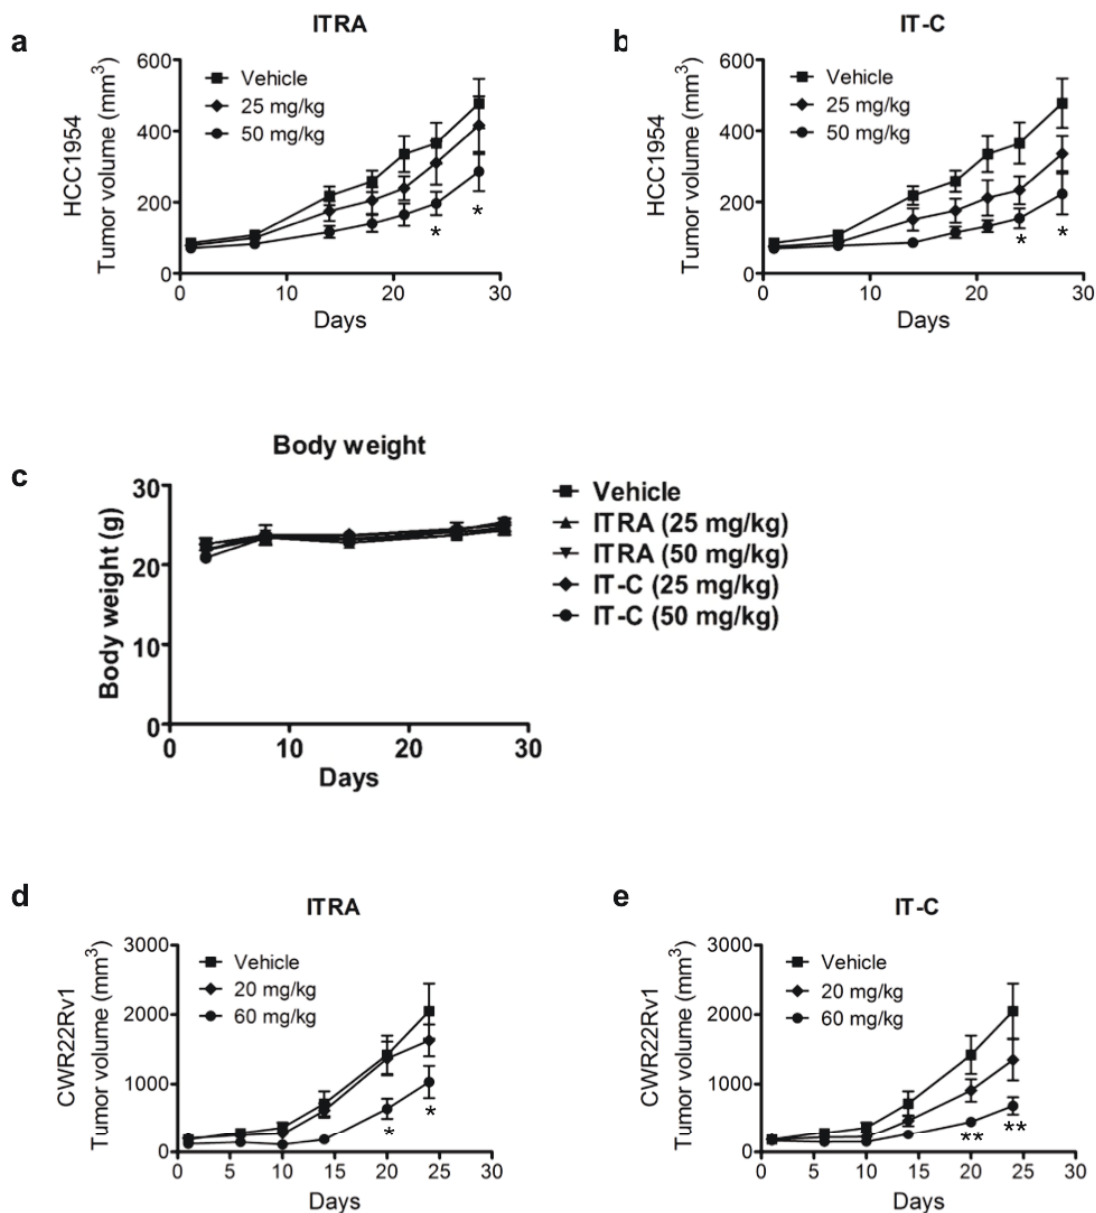 a
ITRA
HCC1954
Tumor volume (mm3)
600
400
200
0
Vehicle
25 mg/kg
50 mg/kg
*
*
0 10 20 30
Days
b
IT-C
HCC1954
Tumor volume (mm3)
600
400
200
0
Vehicle
25 mg/kg
50 mg/kg
*
*
0 10 20 30
Days
c
Body weight
Body weight (g)
30
20
10
0
0 10 20 30
Days
Vehicle
ITRA (25 mg/kg)
ITRA (50 mg/kg)
IT-C (25 mg/kg)
IT-C (50 mg/kg)
d
ITRA
CWR22Rv1
Tumor volume (mm3)
3000
2000
1000
0
Vehicle
20 mg/kg
60 mg/kg
*
*
0 5 10 15 20 25 30
Days
e
IT-C
CWR22Rv1
Tumor volume (mm3)
3000
2000
1000
0
Vehicle
20 mg/kg
60 mg/kg
**
**
0 5 10 15 20 25 30
Days